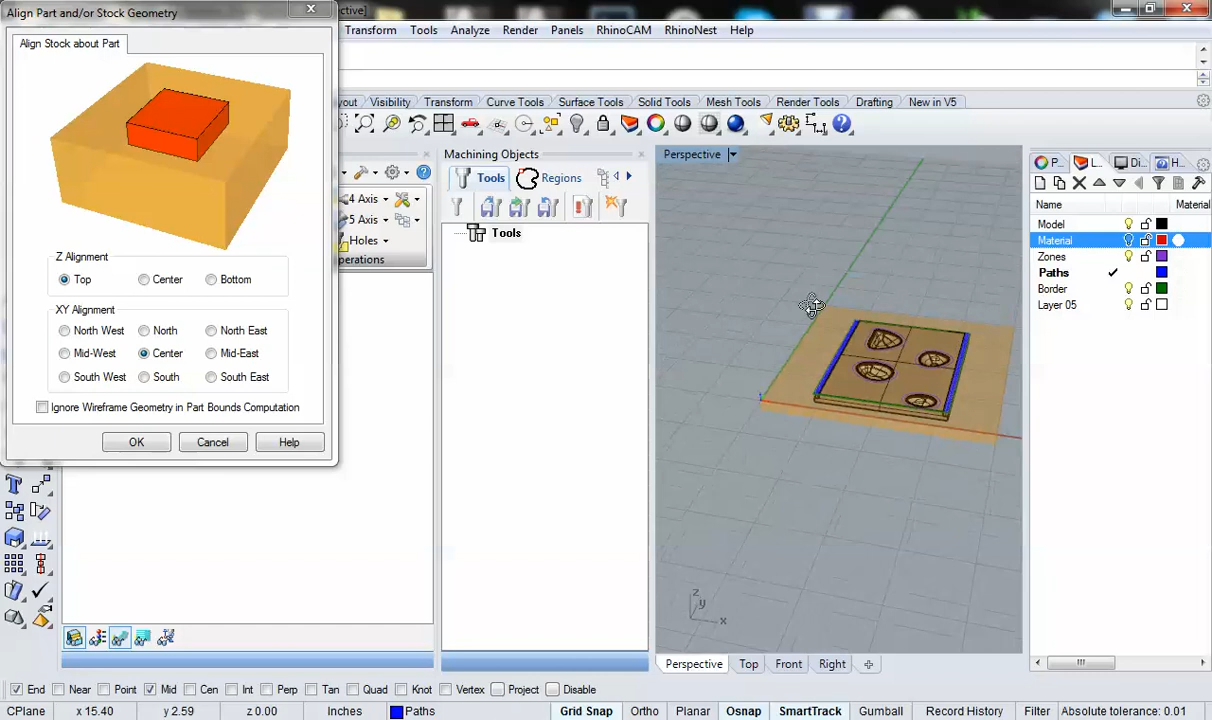 Align Part and/or Stock Geometry
ective]
Align Stock about Part
Z Alignment
Top Center Bottom
XY Alignment
North West North North East
Mid-West Center Mid-East
South West South South East
Ignore Wireframe Geometry in Part Bounds Computation
OK Cancel Help
Transform Tools Analyze Render Panels RhinoCAM RhinoNest Help
yout Visibility Transform Curve Tools Surface Tools Solid Tools Mesh Tools Render Tools Drafting New in V5
4 Axis
5 Axis
Holes
perations
Machining Objects
Tools Regions
Tools
Perspective
z
y
x
P... L... Di... H...
Name Material
Model
Material
Zones
Paths
Border
Layer 05
Perspective Top Front Right
End Near Point Mid Cen Int Perp Tan Quad Knot Vertex Project Disable
CPlane x 15.40 y 2.59 z 0.00 Inches Paths Grid Snap Ortho Planar Osnap SmartTrack Gumball Record History Filter Absolute tolerance: 0.01